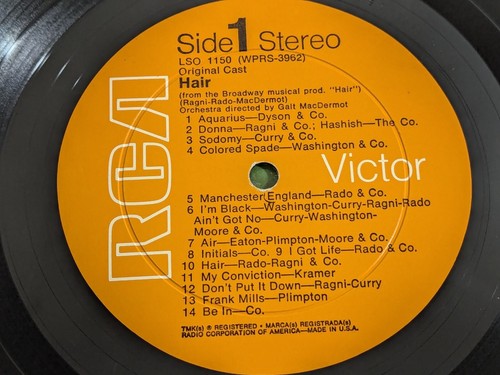 Side 1 Stereo
LSO 1150 (WPRS-3962)
Original Cast
Hair
(from the Broadway musical prod. "Hair")
(Ragni-Rado-MacDermot)
Orchestra directed by Galt MacDermot
1 Aquarius—Dyson & Co.
2 Donna—Ragni & Co.; Hashish—The Co.
3 Sodomy—Curry & Co.
4 Colored Spade—Washington & Co.
RCA Victor
5 Manchester England—Rado & Co.
6 I'm Black—Washington-Curry-Ragni-Rado
Ain't Got No—Curry-Washington-
Moore & Co.
7 Air—Eaton-Plimpton-Moore & Co.
8 Initials—Co. 9 I Got Life—Rado & Co.
10 Hair—Rado-Ragni & Co.
11 My Conviction—Kramer
12 Don't Put It Down—Ragni-Curry
13 Frank Mills—Plimpton
14 Be In—Co.
TMK(s) ® REGISTERED • MARCA(s) REGISTRADA(s)
RADIO CORPORATION OF AMERICA—MADE IN U.S.A.